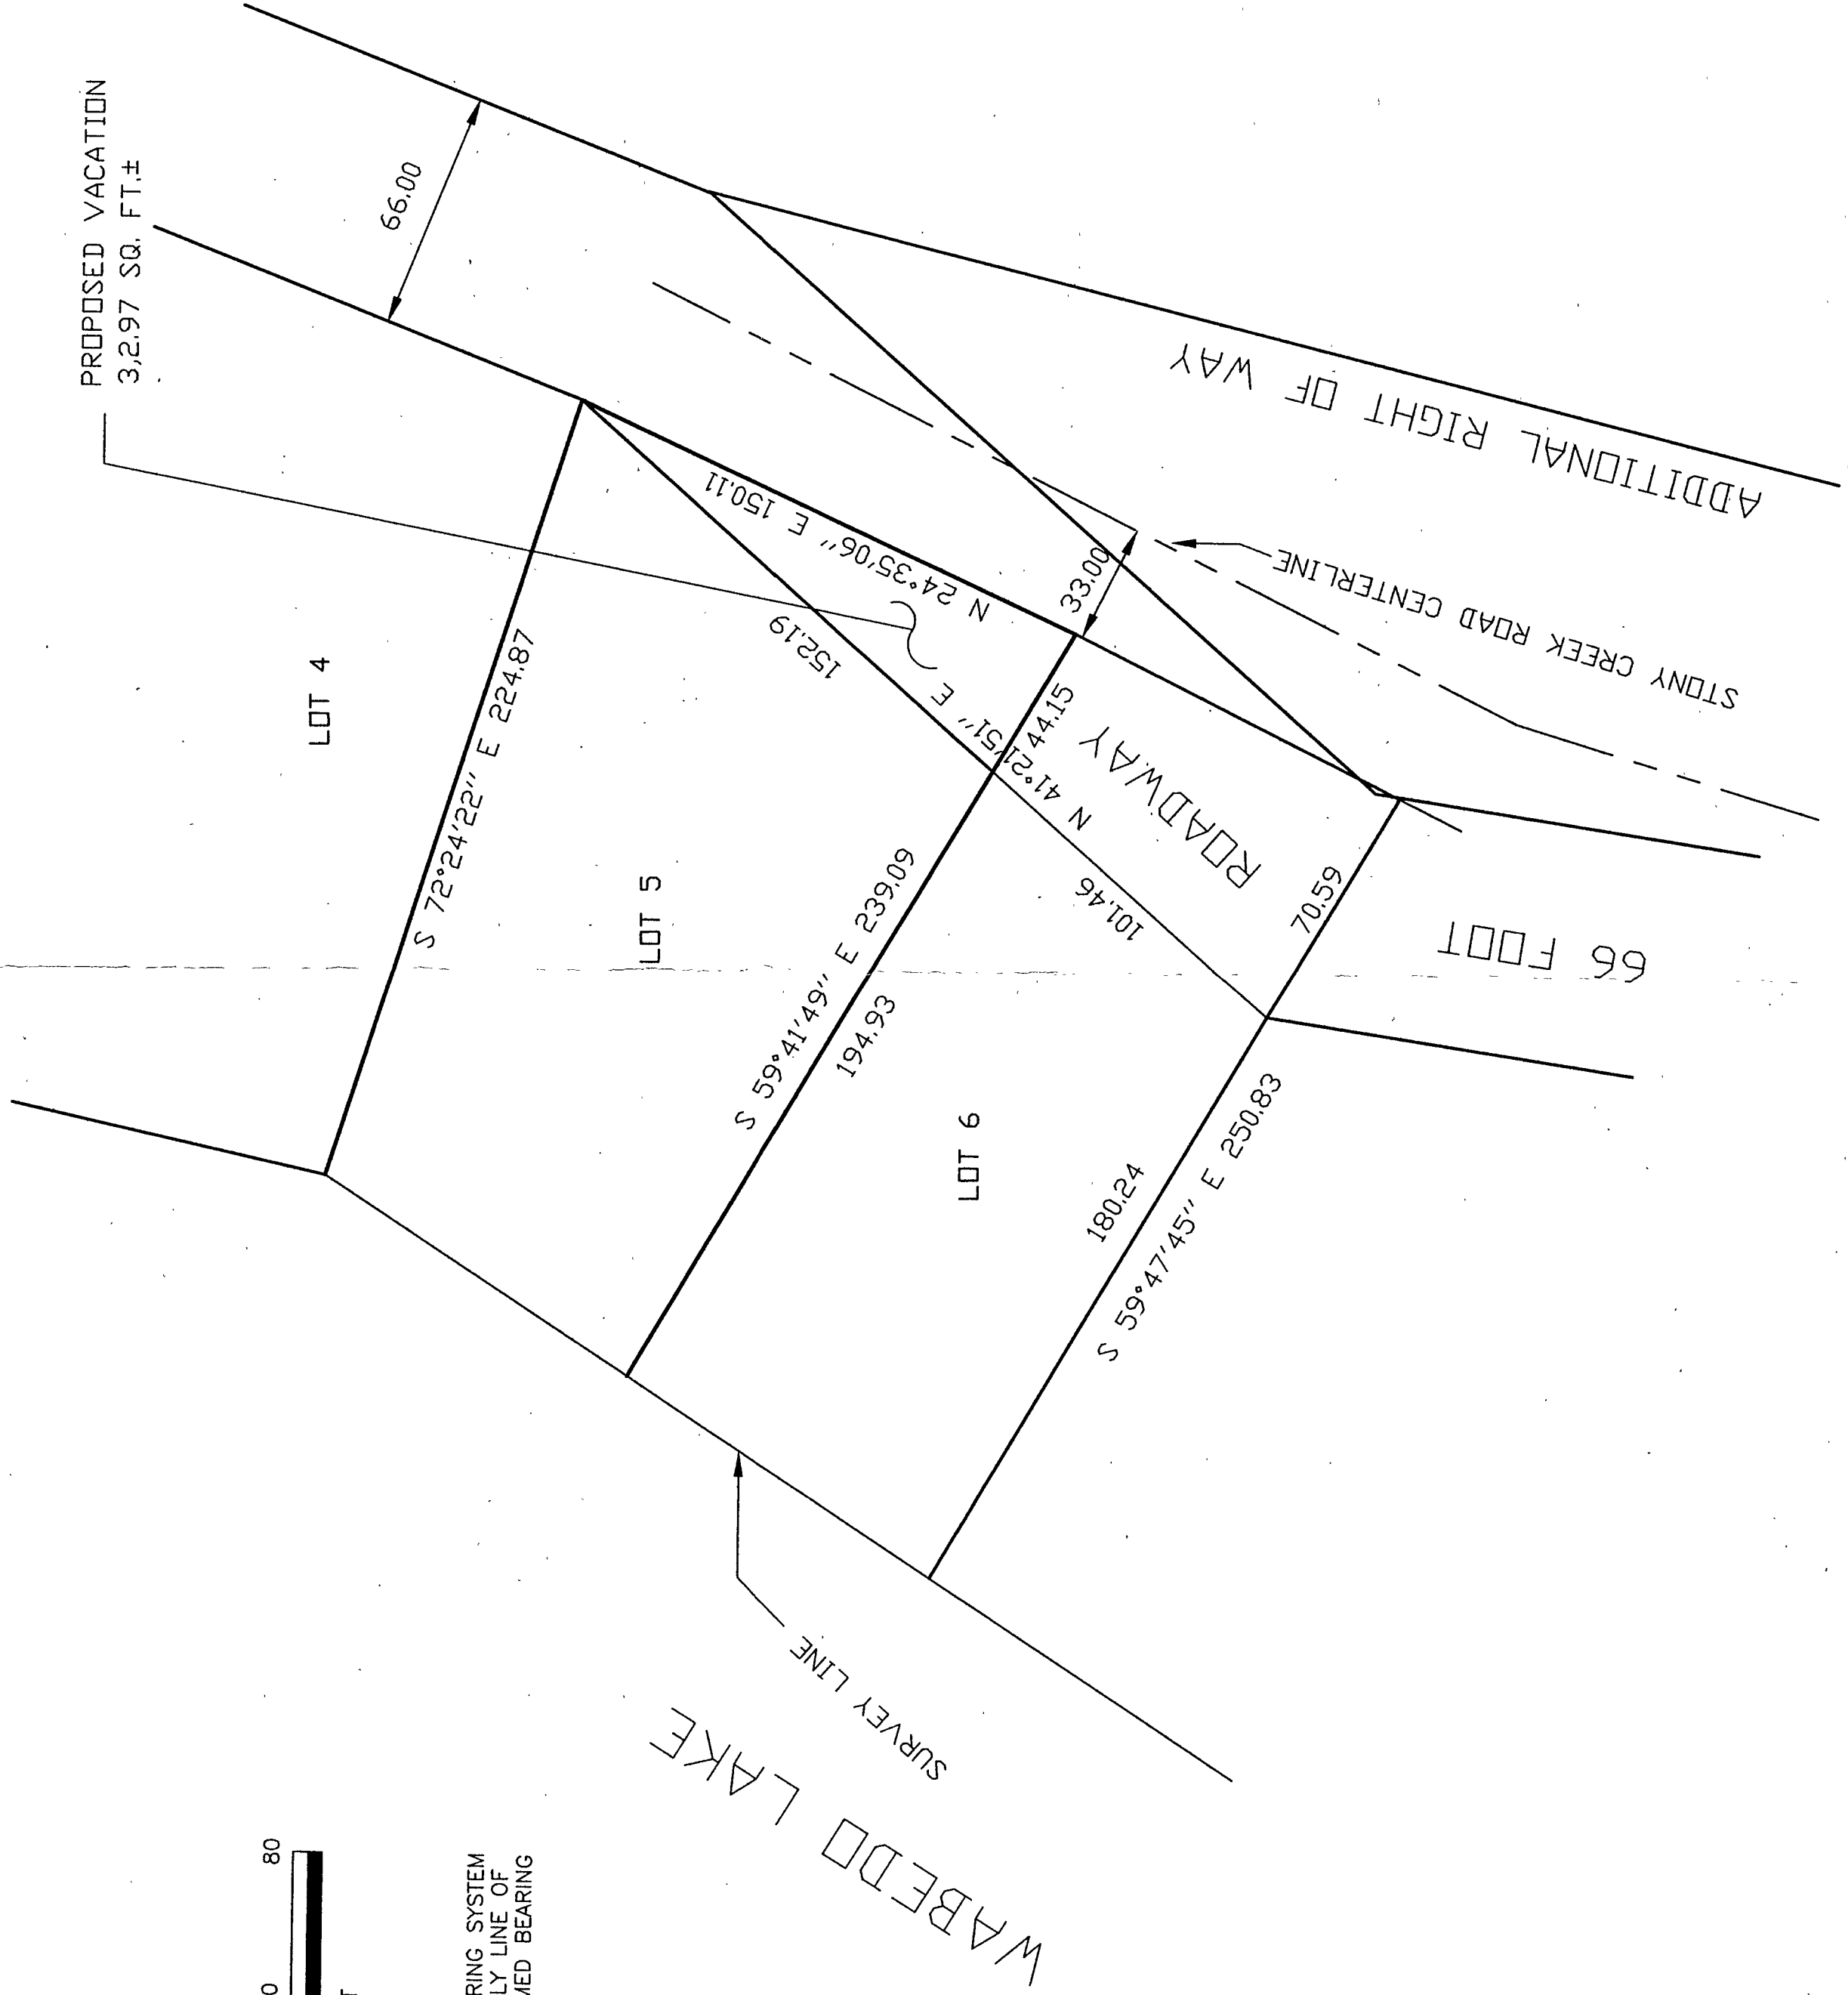 PROPOSED VACATION
3,2.97 SQ. FT.±
66.00
LOT 4
S 72°24'22" E 224.87
N 24°35'06" E 150.11
152.19
N 41°21'51" E
33.00
44.15
ADDITIONAL RIGHT OF WAY
STONY CREEK ROAD CENTERLINE
LOT 5
S 59°41'49" E 239.09
194.93
ROADWAY
101.46
70.59
66 FOOT
LOT 6
180.24
S 59°47'45" E 250.83
SURVEY LINE
WABEDO LAKE
80
RING SYSTEM
LY LINE OF
MED BEARING